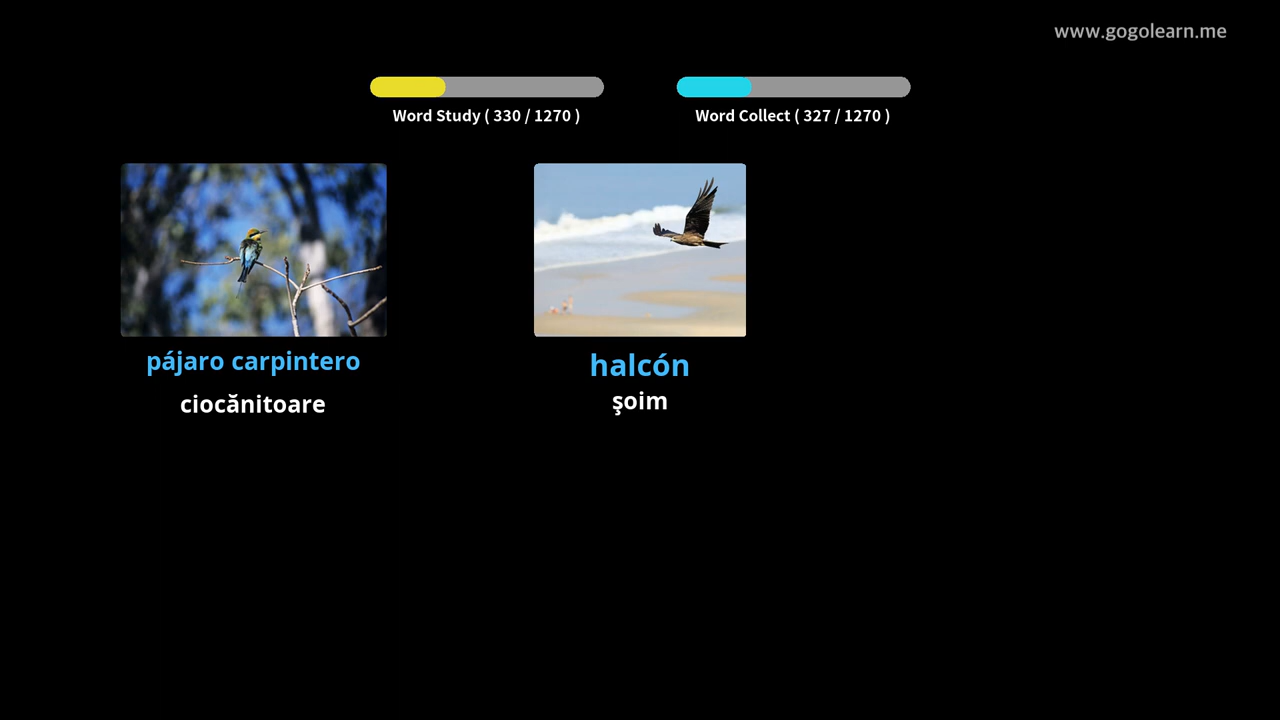 www.gogolearn.me
Word Study ( 330 / 1270 )
Word Collect ( 327 / 1270 )
pájaro carpintero
ciocănitoare
halcón
şoim